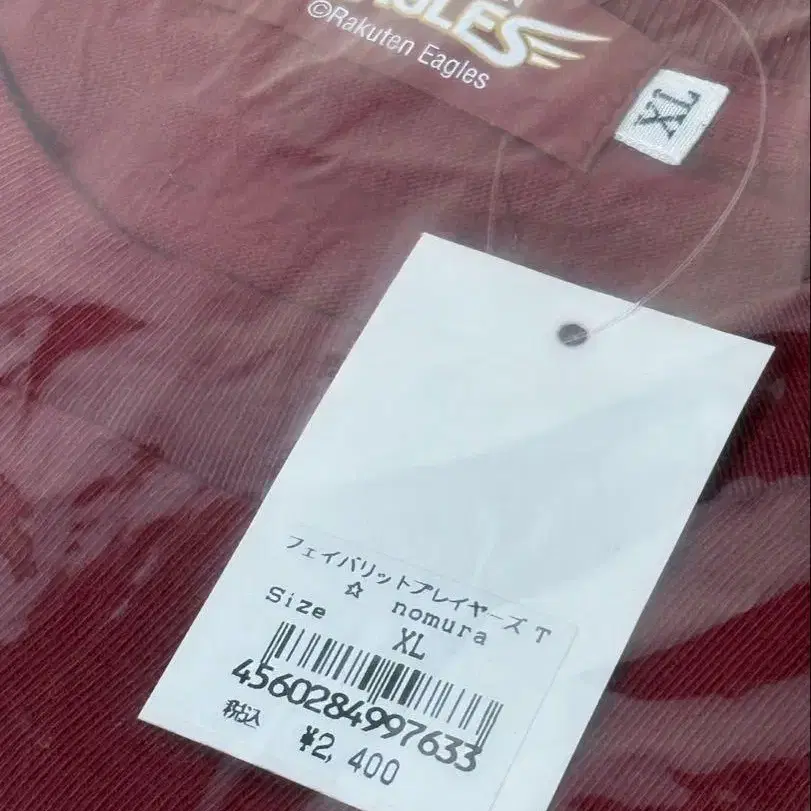 EAGLES
©Rakuten Eagles
XL
フェイバリットプレイヤーズT
☆ nomura
Size XL
4560284997633
税込 ¥2,400